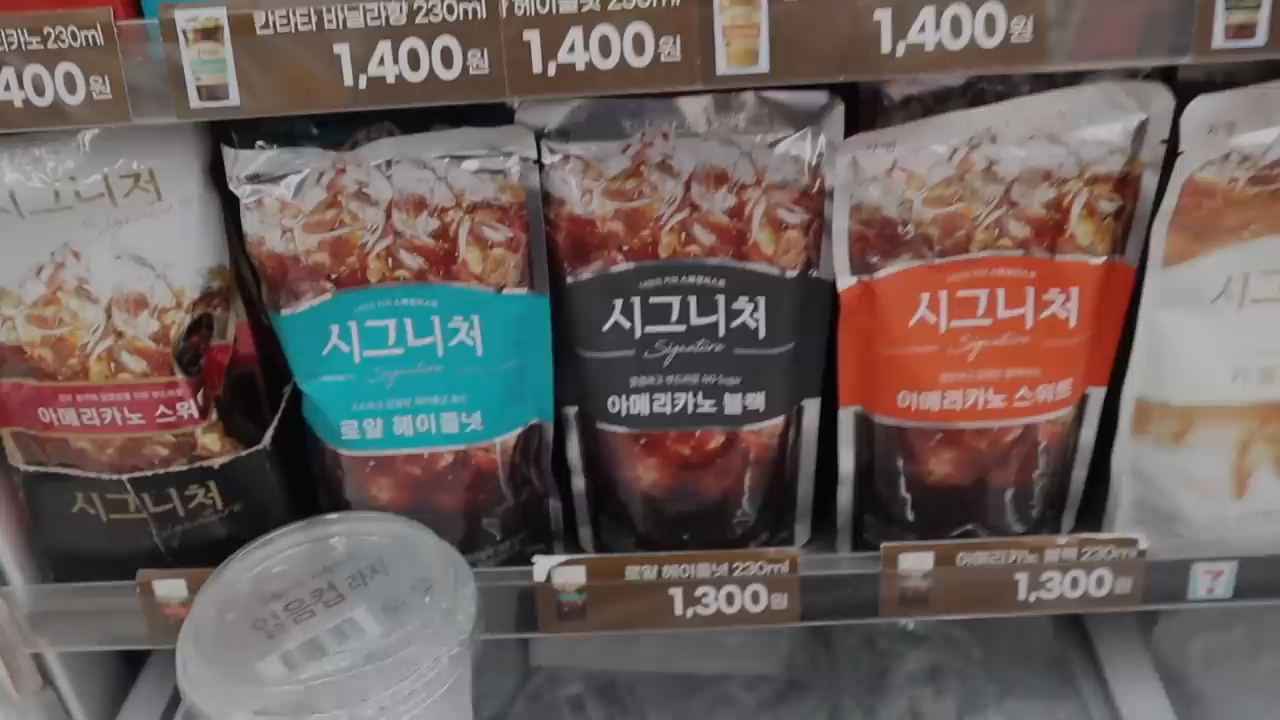 리카노 230ml
400원
칸타타 바닐라향 230ml
1,400원
헤이즐넛 230ml
1,400원
1,400원
시그니처
아메리카노 스위
시그니처
Signature
시그니처
Signature
로얄 헤이즐넛
시그니처
Signature
아메리카노 블랙
시그니처
Signature
아메리카노 스위트
얼음컵 라지
로얄 헤이즐넛 230ml
1,300원
아메리카노 블랙 230ml
1,300원
7